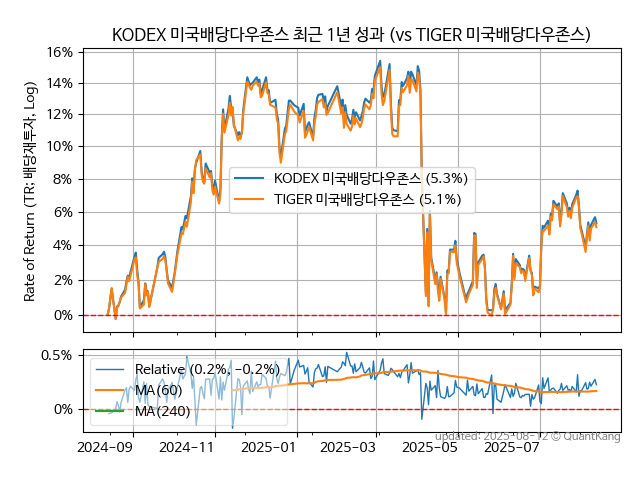 KODEX 미국배당다우존스 최근 1년 성과 (vs TIGER 미국배당다우존스)
Rate of Return (TR: 배당재투자, Log)
16%
14%
12%
10%
8%
6%
4%
2%
0%
KODEX 미국배당다우존스 (5.3%)
TIGER 미국배당다우존스 (5.1%)
0.5%
0%
Relative (0.2%, -0.2%)
MA(60)
MA(240)
2024-09 2024-11 2025-01 2025-03 2025-05 2025-07
updated: 2025-08-12 © QuantKang